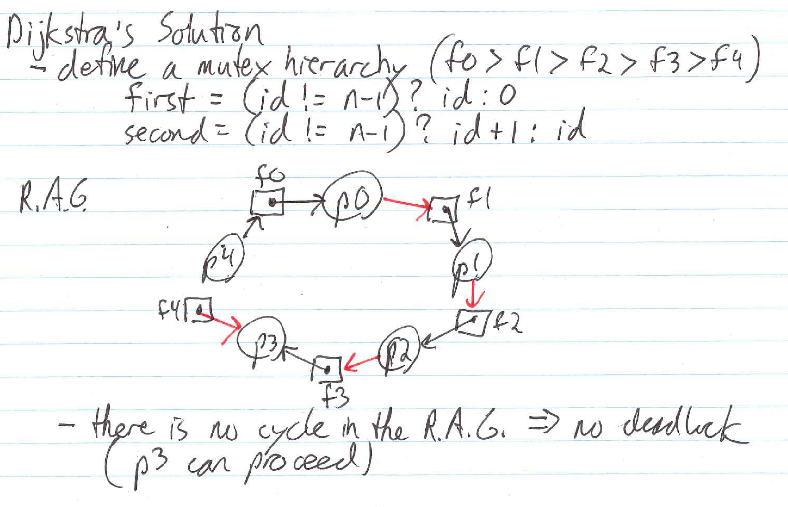 Dijkstra's Solution
- define a mutex hierarchy (f0 > f1 > f2 > f3 > f4)
first = (id != n-1) ? id : 0
second = (id != n-1) ? id+1 : id
R.A.G.
f0
p0
f1
p4
p1
f4
f2
p3
p2
f3
- there is no cycle in the R.A.G. ⇒ no deadlock
(p3 can proceed)